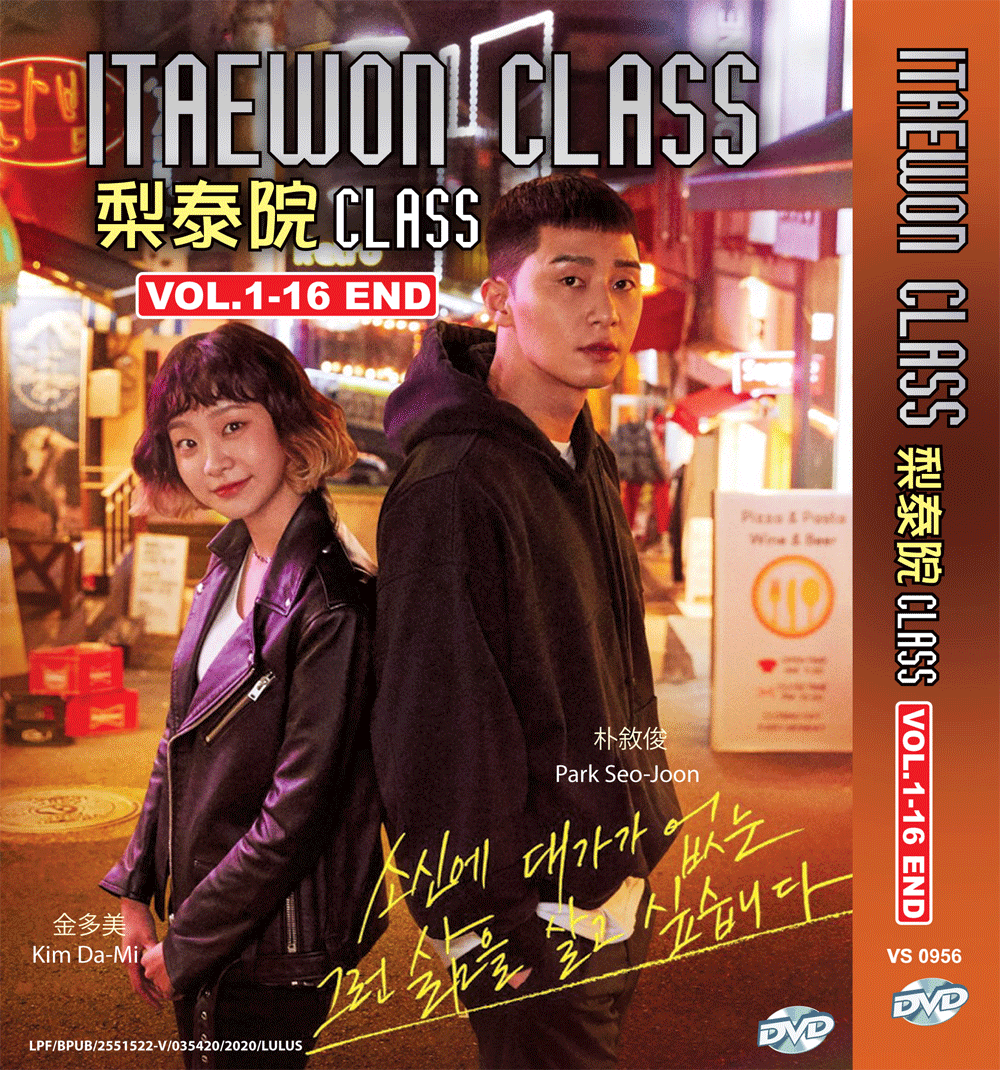 ITAEWON CLASS
梨泰院 CLASS
VOL.1-16 END
Pizza & Pasta
Wine & Beer
朴敘俊
Park Seo-Joon
소신에 대가가 없는
그런 삶을 살고 싶습니다
金多美
Kim Da-Mi
LPF/BPUB/2551522-V/035420/2020/LULUS
DVD
ITAEWON CLASS 梨泰院 CLASS
VOL.1-16 END
VS 0956
DVD